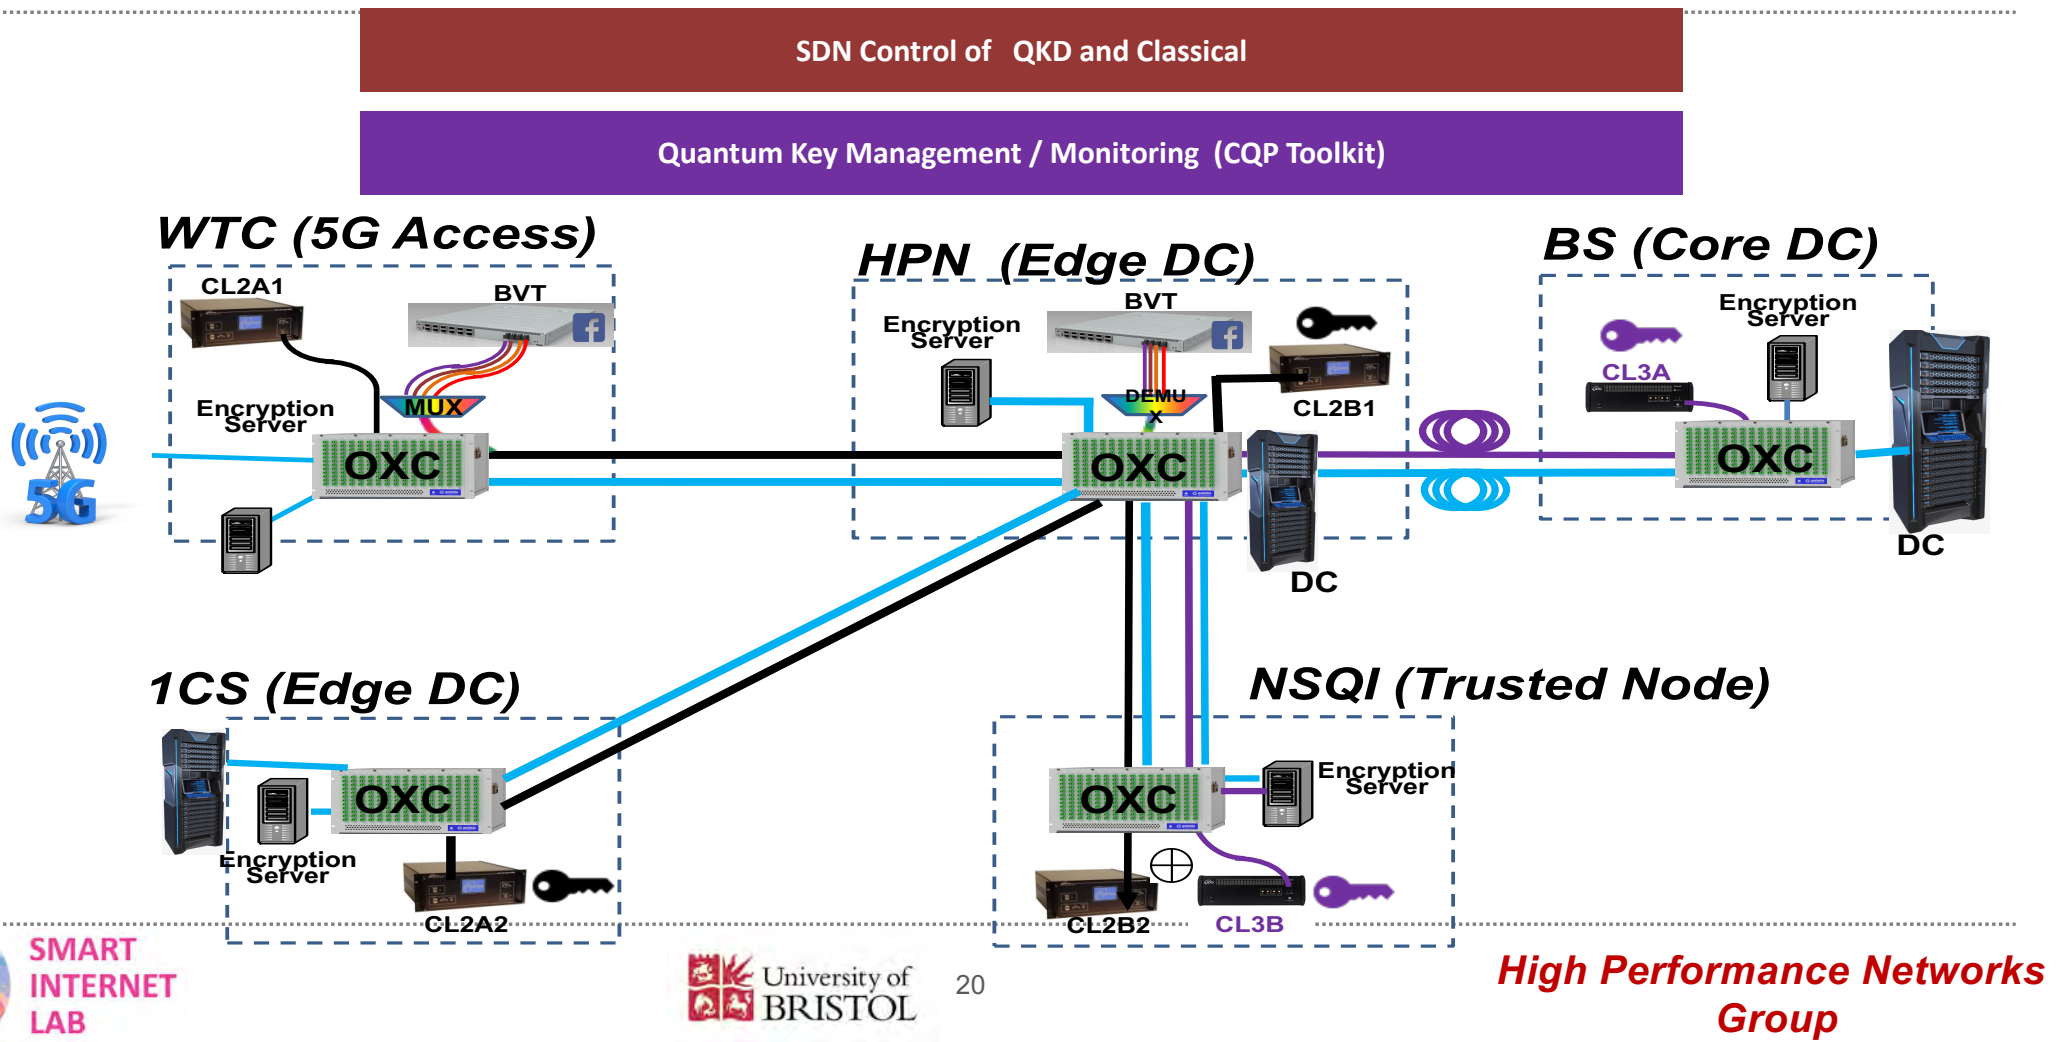 SDN Control of QKD and Classical
Quantum Key Management / Monitoring (CQP Toolkit)
WTC (5G Access)
CL2A1
BVT
MUX
Encryption
Server
OXC
5G
HPN (Edge DC)
BVT
Encryption
Server
DEMU
X
CL2B1
OXC
DC
BS (Core DC)
Encryption
Server
CL3A
OXC
DC
1CS (Edge DC)
OXC
Encryption
Server
CL2A2
NSQI (Trusted Node)
Encryption
Server
OXC
CL2B2
CL3B
SMART
INTERNET
LAB
University of
BRISTOL
20
High Performance Networks
Group